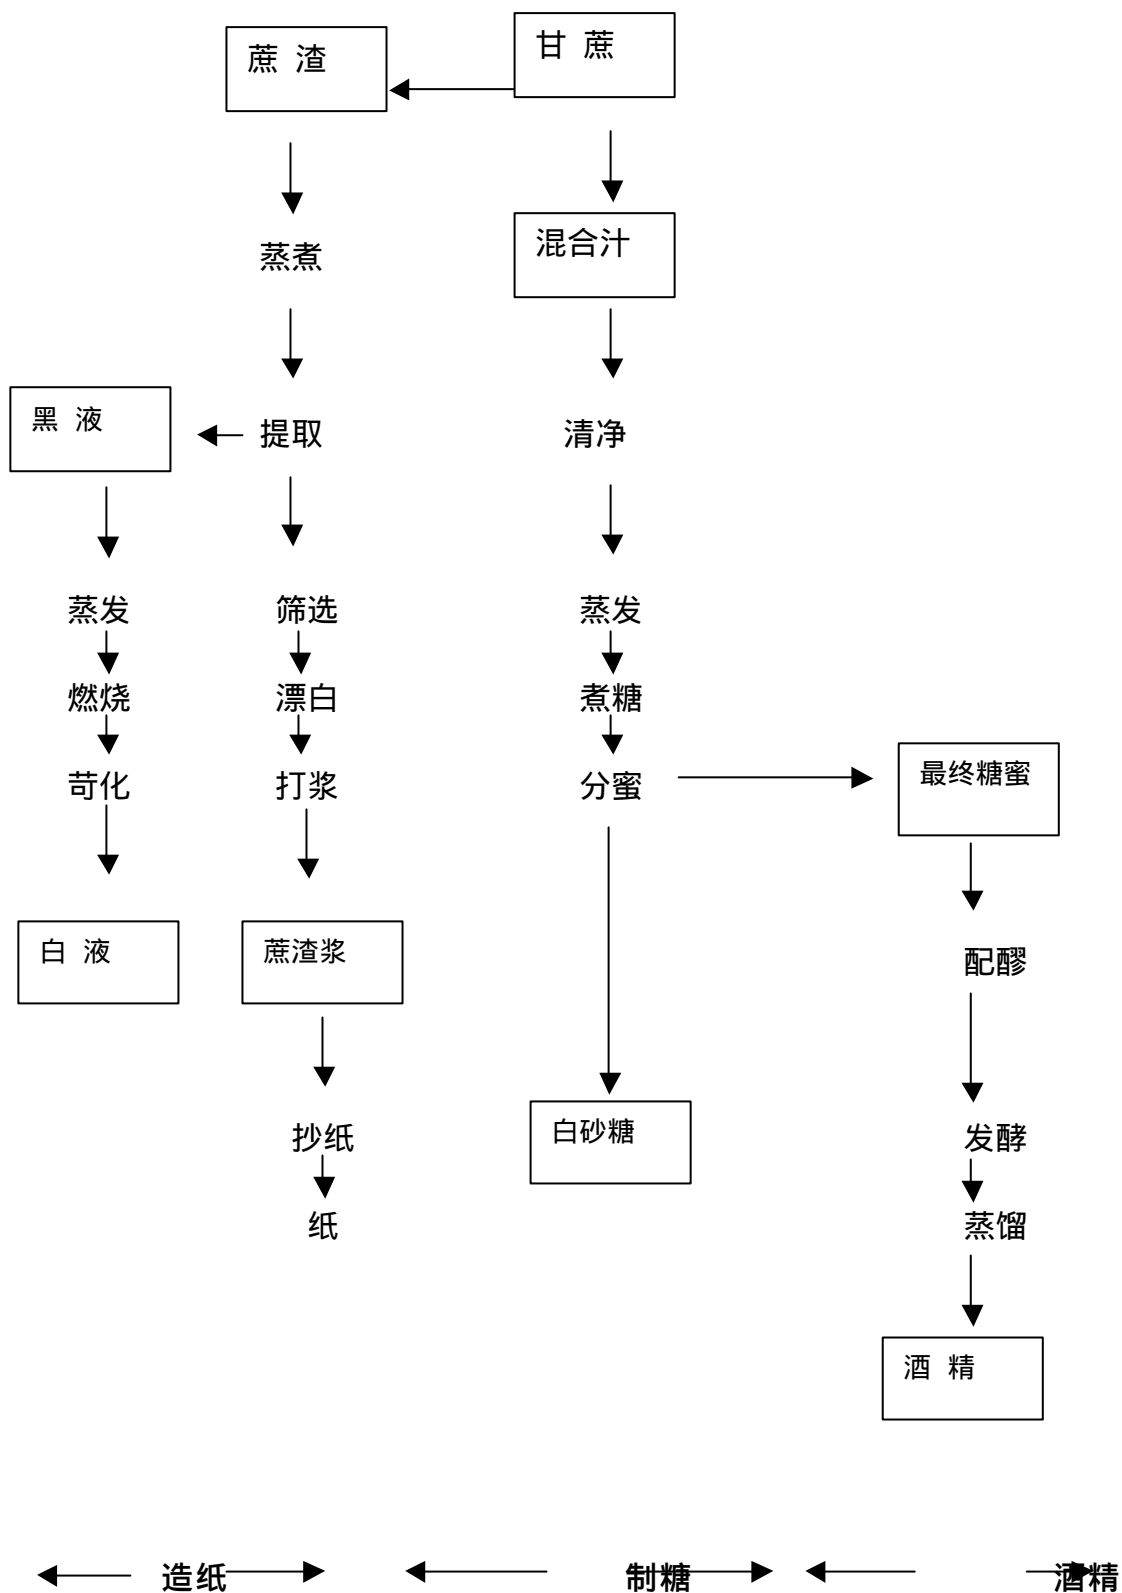 蔗 渣
甘 蔗
蒸煮
混合汁
黑 液
提取
清净
蒸发
筛选
蒸发
燃烧
漂白
煮糖
苛化
打浆
分蜜
最终糖蜜
白 液
蔗渣浆
配醪
抄纸
白砂糖
发酵
纸
蒸馏
酒 精
造纸
制糖
酒精